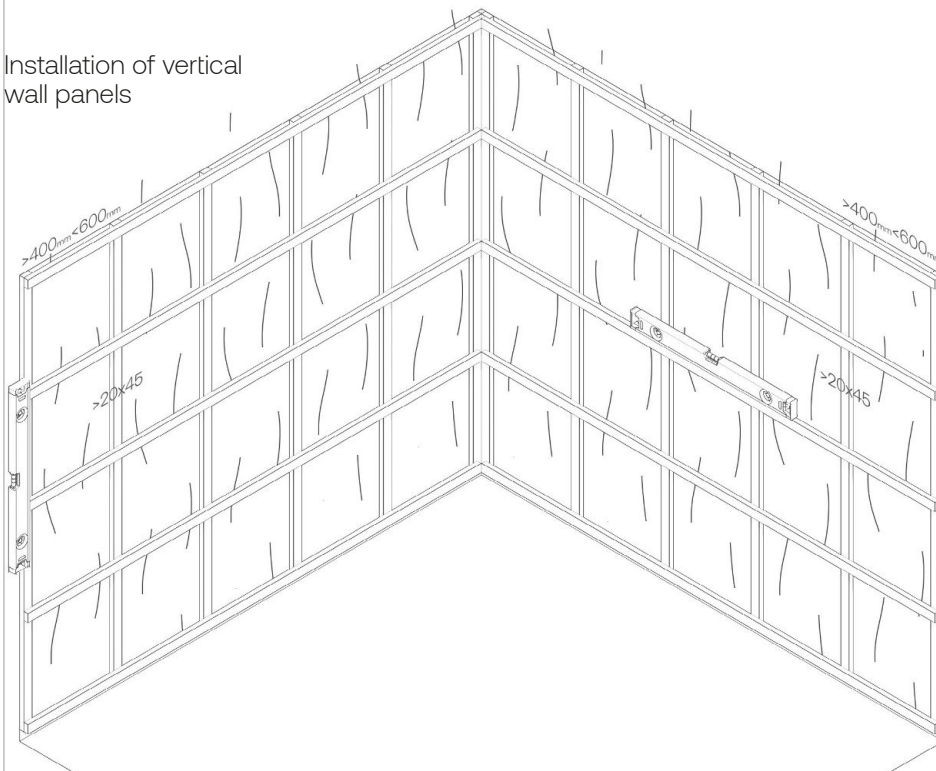 Installation of vertical
wall panels
>400mm<600mm
>400mm<600mm
>20x45
>20x45